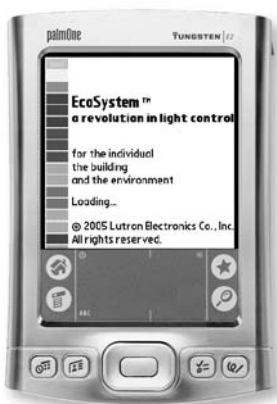 palmOne TUNGSTEN E2
EcoSystem™
a revolution in light control
for the individual
the building
and the environment
Loading...
© 2005 Lutron Electronics Co., Inc.
All rights reserved.
ABC